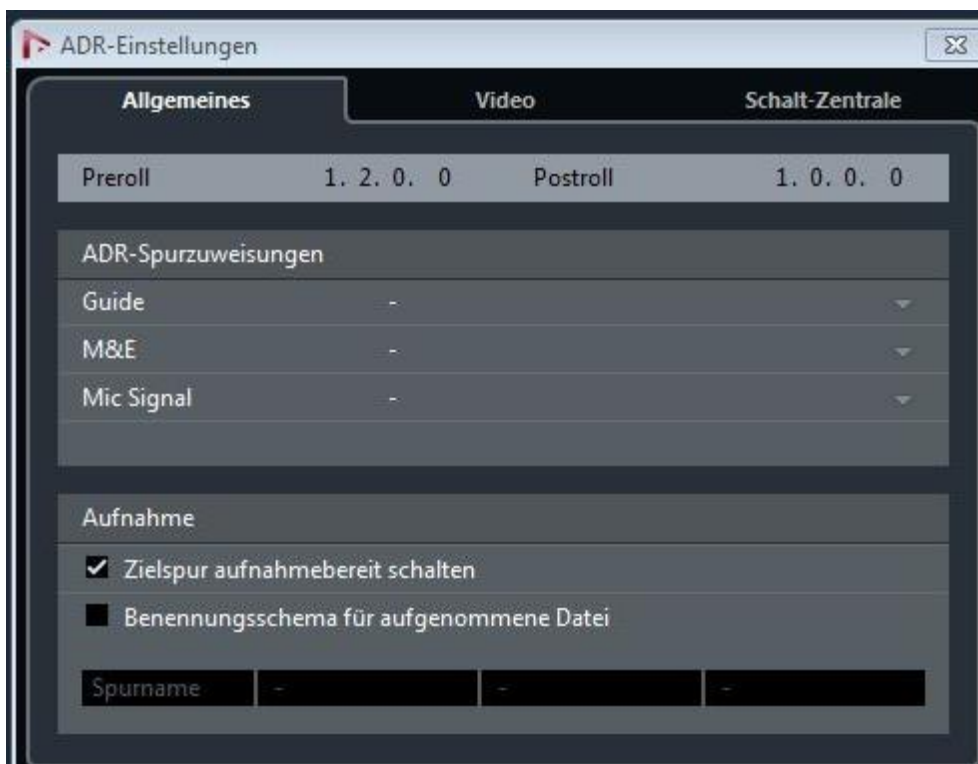 ADR-Einstellungen
Allgemeines Video Schalt-Zentrale
Preroll 1. 2. 0. 0 Postroll 1. 0. 0. 0
ADR-Spurzuweisungen
Guide -
M&E -
Mic Signal -
Aufnahme
Zielspur aufnahmebereit schalten
Benennungsschema für aufgenommene Datei
Spurname - - -